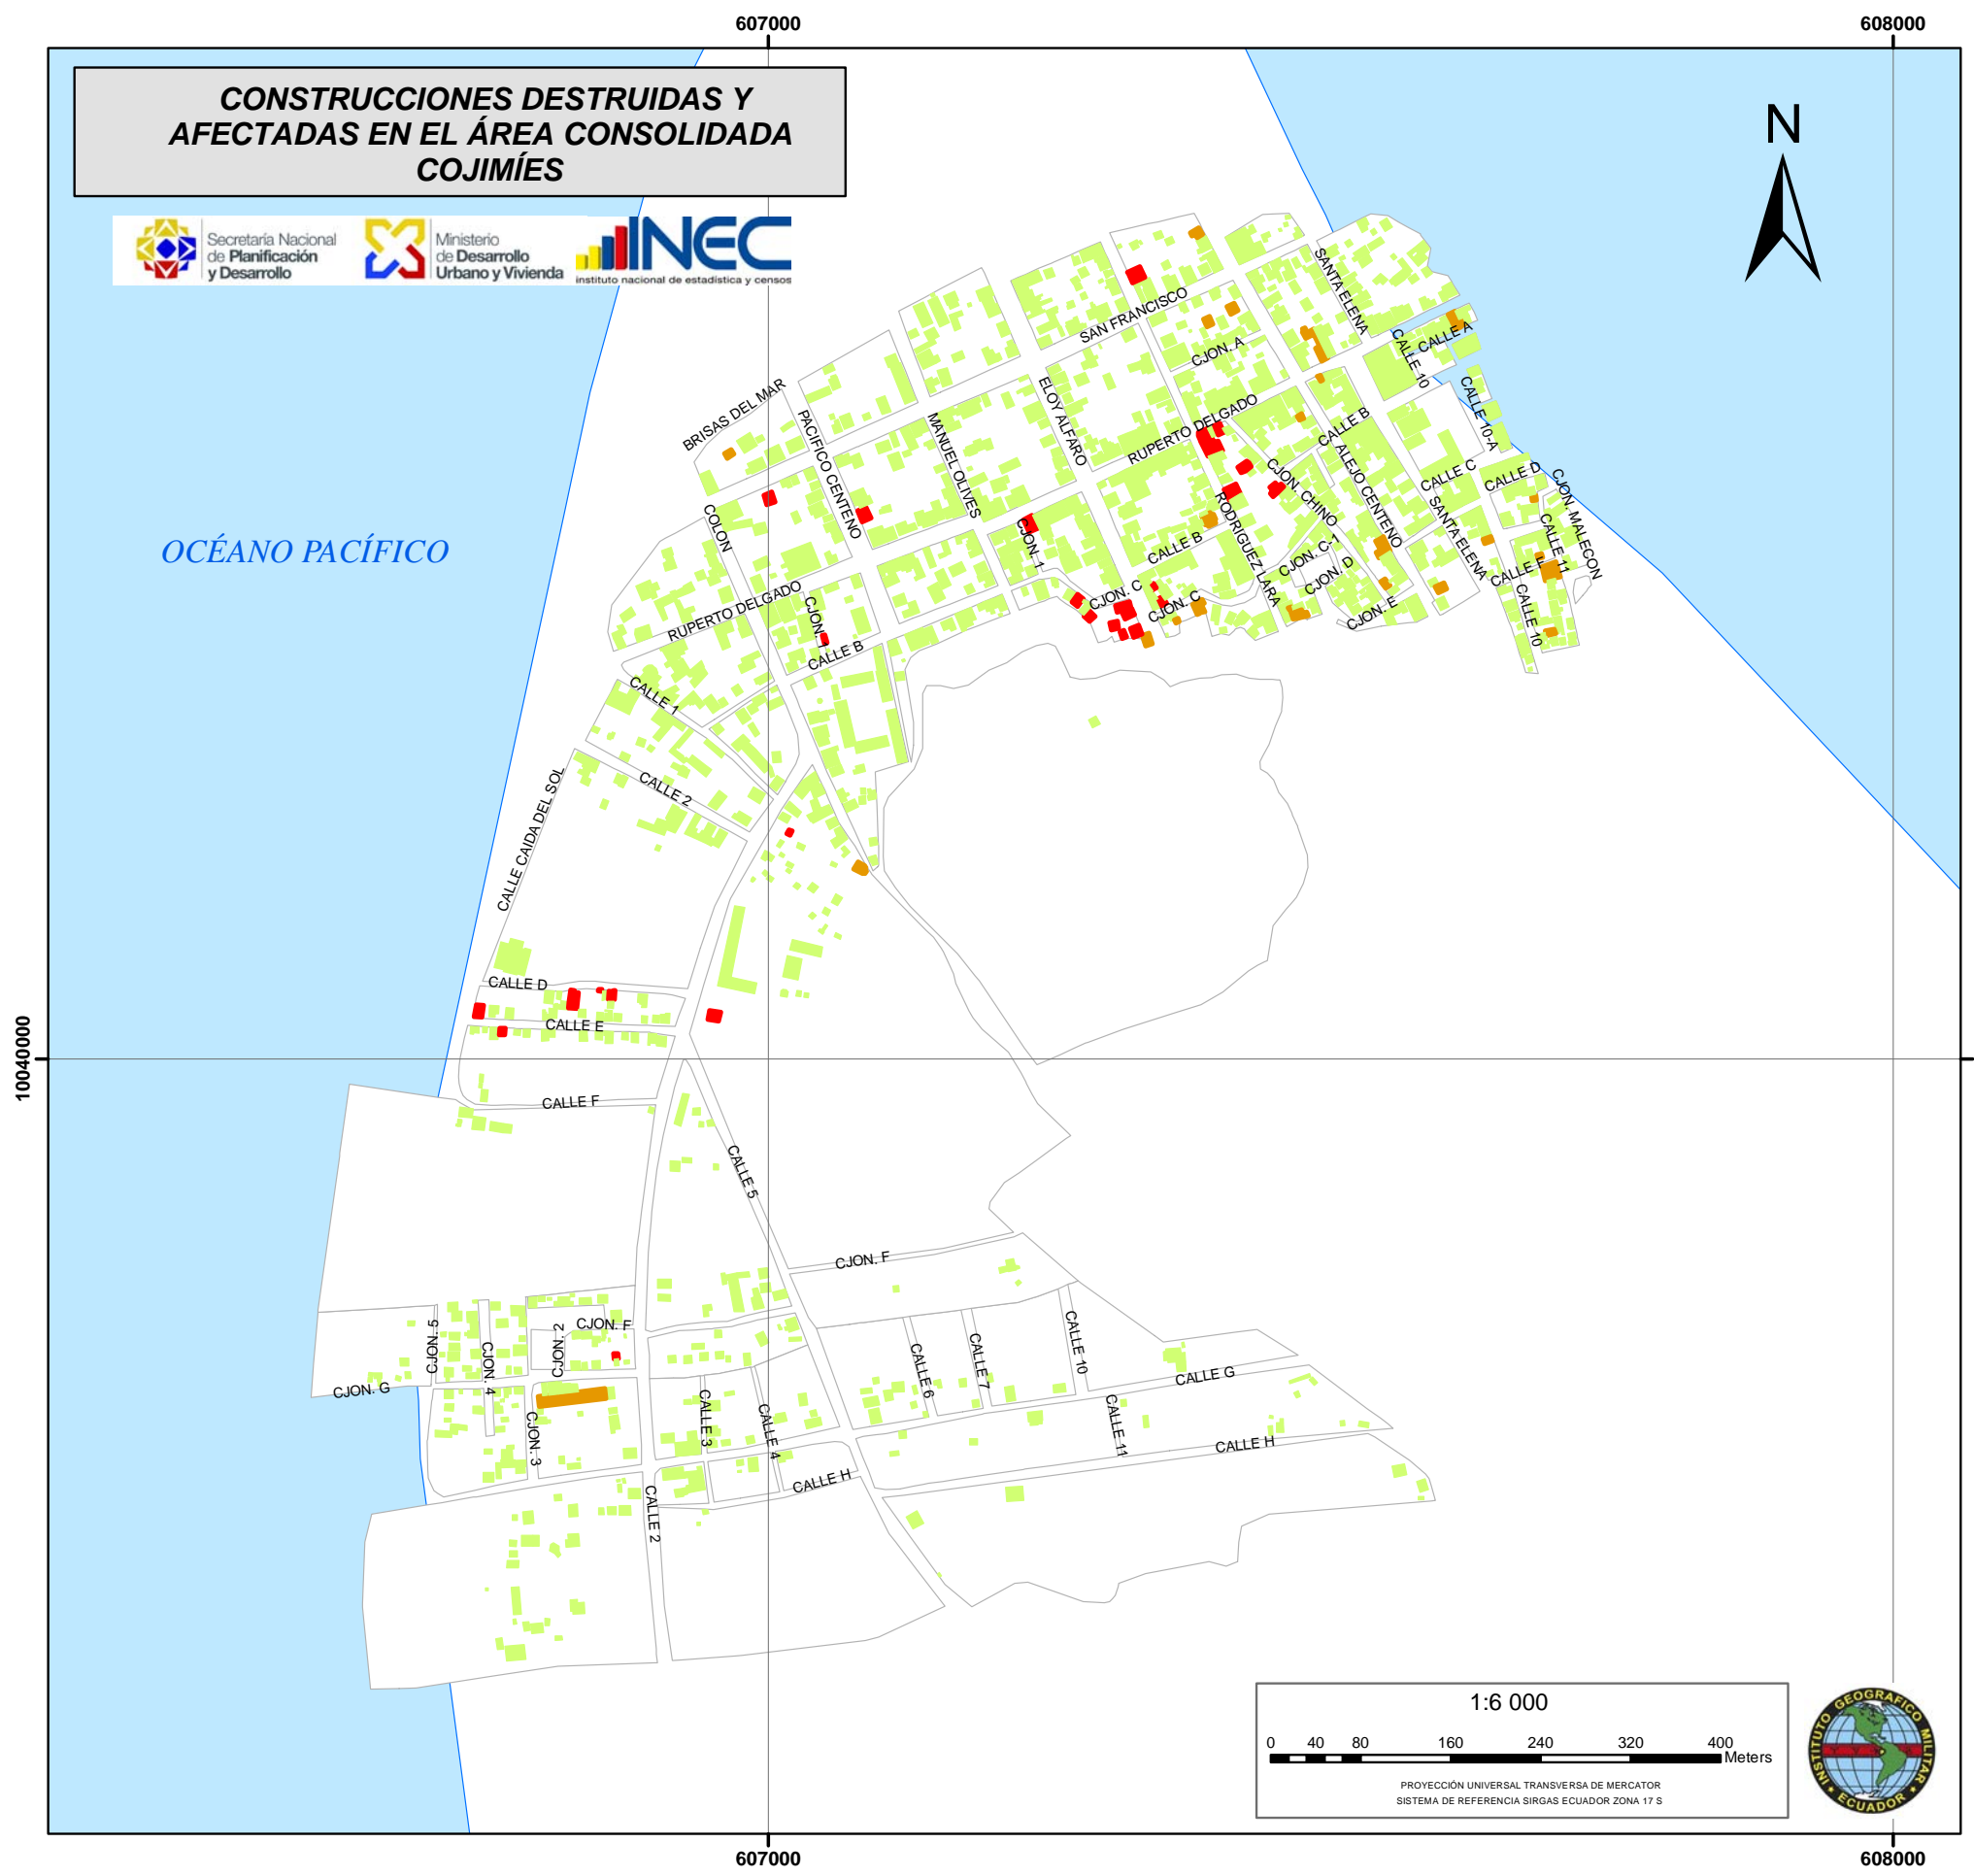 607000
608000
CONSTRUCCIONES DESTRUIDAS Y
AFECTADAS EN EL ÁREA CONSOLIDADA
COJIMÍES
N
Secretaría Nacional
de Planificación
y Desarrollo
Ministerio
de Desarrollo
Urbano y Vivienda
INEC
instituto nacional de estadística y censos
OCÉANO PACÍFICO
SANTA ELENA
SAN FRANCISCO
CALLE A
CALLE 10
CJON. A
BRISAS DEL MAR
ELOY ALFARO
CALLE 10-A
PACIFICO CENTENO
MANUEL OLIVES
RUPERTO DELGADO
CALLE B
ALEJO CENTENO
CJON. CHINO
CALLE C
CALLE D
CJON. MALECON
COLON
CJON. 1
RODRIGUEZ LARA
SANTA ELENA
CALLE 11
CALLE B
CJON. C-1
CJON. D
CALLE E
CALLE 10
RUPERTO DELGADO
CJON. 1
CJON. C
CJON. C
CJON. E
CALLE B
CALLE 1
CALLE 2
CALLE CAIDA DEL SOL
CALLE D
CALLE E
10040000
CALLE F
CALLE 5
CJON. F
CJON. 5
CJON. 4
CJON. 2
CJON. F
CALLE 6
CALLE 7
CALLE 10
CALLE G
CJON. G
CJON. 3
CALLE 3
CALLE 4
CALLE 11
CALLE H
CALLE H
CALLE 2
1:6 000
0 40 80 160 240 320 400
Meters
PROYECCIÓN UNIVERSAL TRANSVERSA DE MERCATOR
SISTEMA DE REFERENCIA SIRGAS ECUADOR ZONA 17 S
INSTITUTO GEOGRAFICO MILITAR
ECUADOR
607000
608000